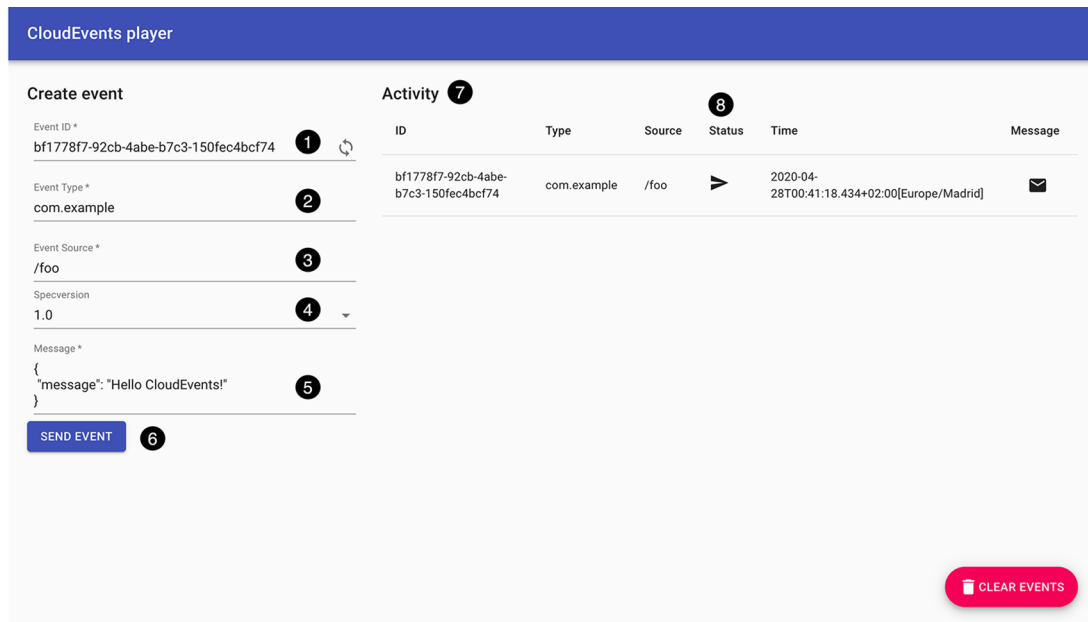 CloudEvents player
Create event
Event ID *
bf1778f7-92cb-4abe-b7c3-150fec4bcf74 1
Event Type *
com.example 2
Event Source *
/foo 3
Specversion
1.0 4
Message *
{
"message": "Hello CloudEvents!" 5
}
SEND EVENT 6
Activity 7
8
ID Type Source Status Time Message
bf1778f7-92cb-4abe- com.example /foo 2020-04-
b7c3-150fec4bcf74 28T00:41:18.434+02:00[Europe/Madrid]
CLEAR EVENTS